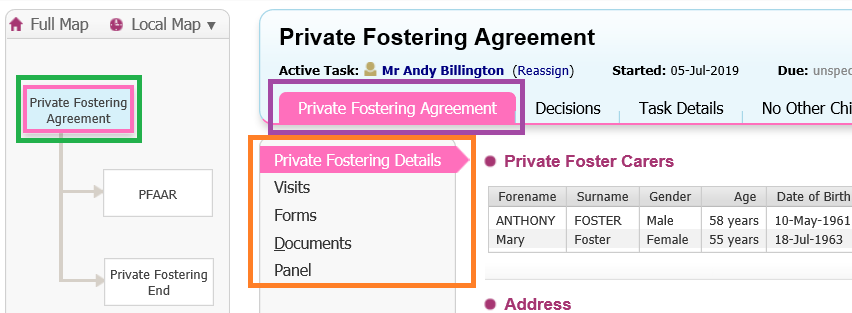 Full Map Local Map ▼
Private Fostering
Agreement
PFAAR
Private Fostering
End
Private Fostering Agreement
Active Task: Mr Andy Billington (Reassign) Started: 05-Jul-2019 Due: unspec
Private Fostering Agreement Decisions Task Details No Other Chi
Private Fostering Details
Visits
Forms
Documents
Panel
Private Foster Carers
Forename Surname Gender Age Date of Birth
ANTHONY FOSTER Male 58 years 10-May-1961
Mary Foster Female 55 years 18-Jul-1963
Address